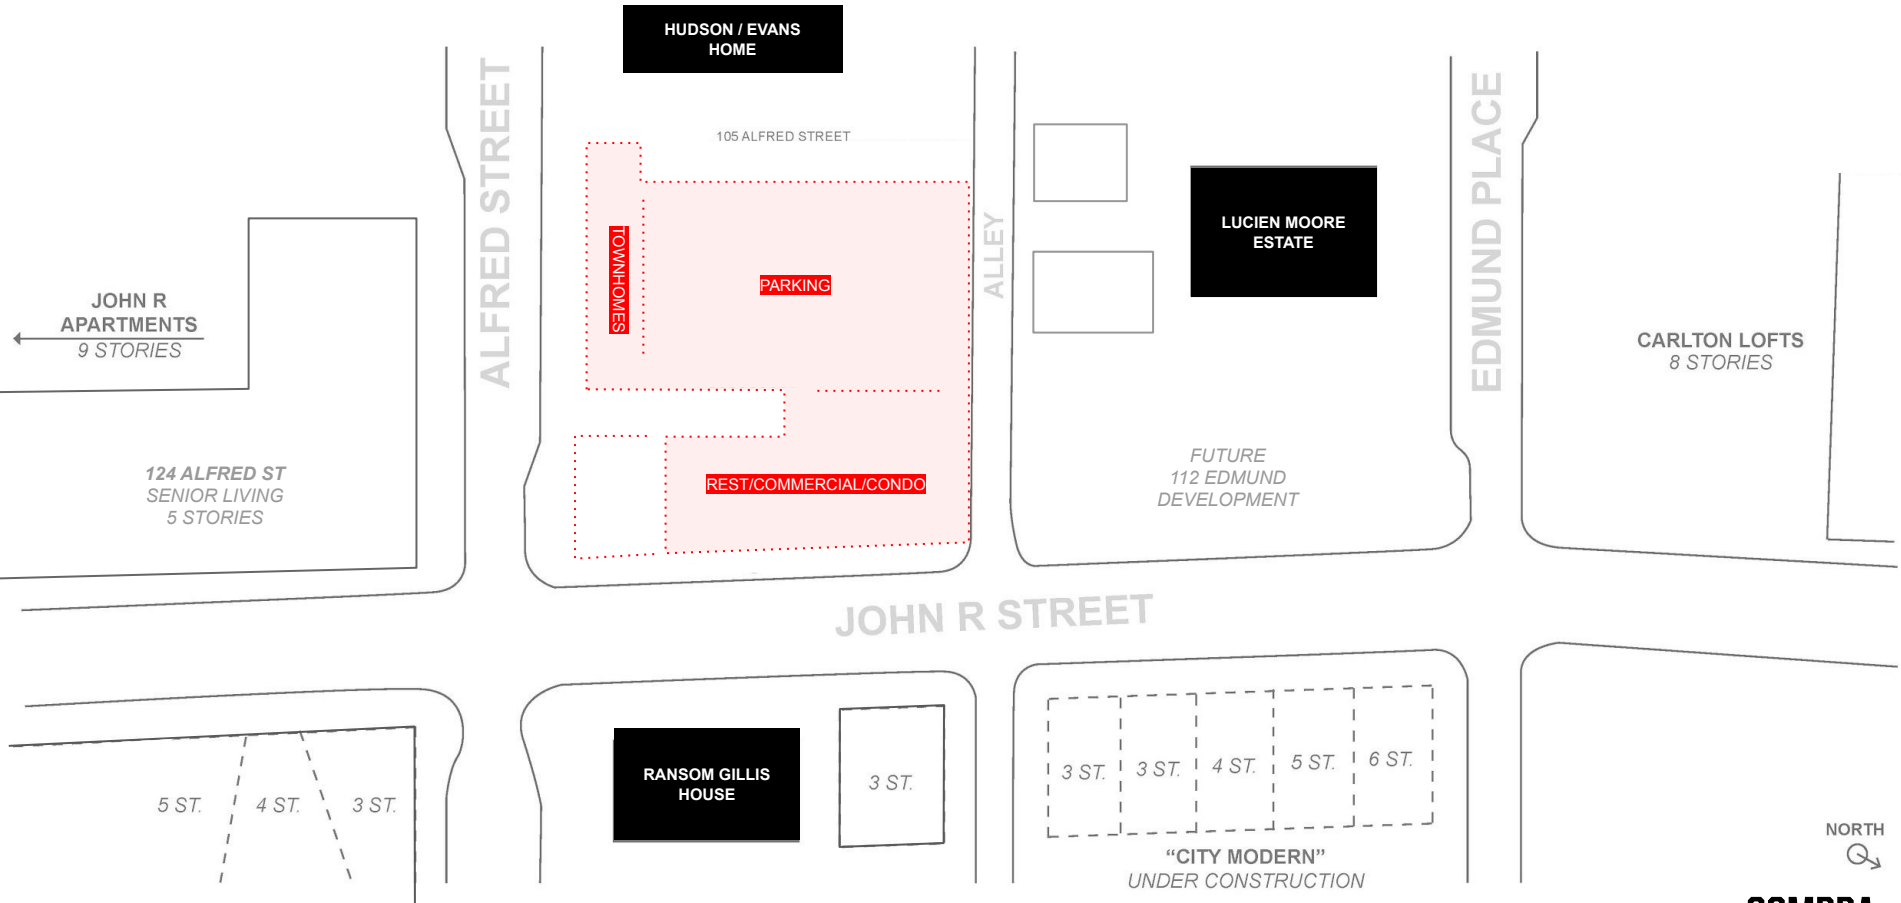 HUDSON / EVANS
HOME
ALFRED STREET
105 ALFRED STREET
EDMUND PLACE
TOWNHOMES
PARKING
ALLEY
LUCIEN MOORE
ESTATE
JOHN R
APARTMENTS
9 STORIES
CARLTON LOFTS
8 STORIES
124 ALFRED ST
SENIOR LIVING
5 STORIES
REST/COMMERCIAL/CONDO
FUTURE
112 EDMUND
DEVELOPMENT
JOHN R STREET
5 ST.
4 ST.
3 ST.
RANSOM GILLIS
HOUSE
3 ST.
3 ST.
3 ST.
4 ST.
5 ST.
6 ST.
"CITY MODERN"
UNDER CONSTRUCTION
NORTH